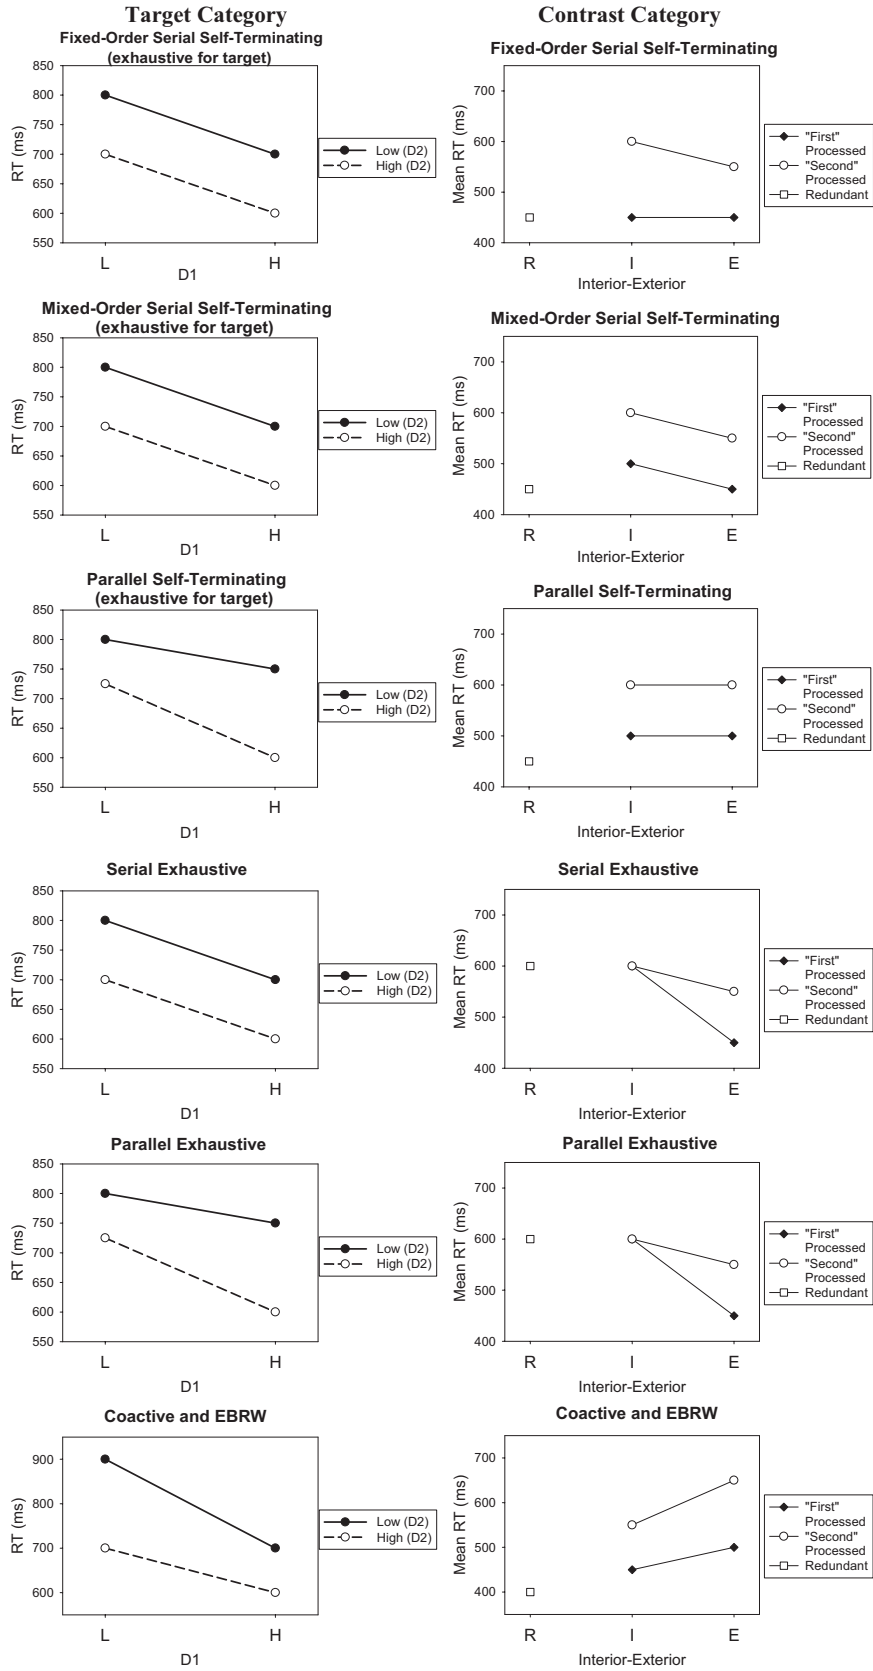 Target Category
Contrast Category
Fixed-Order Serial Self-Terminating
(exhaustive for target)
850
800
750
700
650
600
550
RT (ms)
L
H
D1
Low (D2)
High (D2)
Fixed-Order Serial Self-Terminating
700
600
500
400
Mean RT (ms)
R
I
E
Interior-Exterior
"First"
Processed
"Second"
Processed
Redundant
Mixed-Order Serial Self-Terminating
(exhaustive for target)
850
800
750
700
650
600
550
RT (ms)
L
H
D1
Low (D2)
High (D2)
Mixed-Order Serial Self-Terminating
700
600
500
400
Mean RT (ms)
R
I
E
Interior-Exterior
"First"
Processed
"Second"
Processed
Redundant
Parallel Self-Terminating
(exhaustive for target)
850
800
750
700
650
600
550
RT (ms)
L
H
D1
Low (D2)
High (D2)
Parallel Self-Terminating
700
600
500
400
Mean RT (ms)
R
I
E
Interior-Exterior
"First"
Processed
"Second"
Processed
Redundant
Serial Exhaustive
850
800
750
700
650
600
550
RT (ms)
L
H
D1
Low (D2)
High (D2)
Serial Exhaustive
700
600
500
400
Mean RT (ms)
R
I
E
Interior-Exterior
"First"
Processed
"Second"
Processed
Redundant
Parallel Exhaustive
850
800
750
700
650
600
550
RT (ms)
L
H
D1
Low (D2)
High (D2)
Parallel Exhaustive
700
600
500
400
Mean RT (ms)
R
I
E
Interior-Exterior
"First"
Processed
"Second"
Processed
Redundant
Coactive and EBRW
900
800
700
600
RT (ms)
L
H
D1
Low (D2)
High (D2)
Coactive and EBRW
700
600
500
400
Mean RT (ms)
R
I
E
Interior-Exterior
"First"
Processed
"Second"
Processed
Redundant